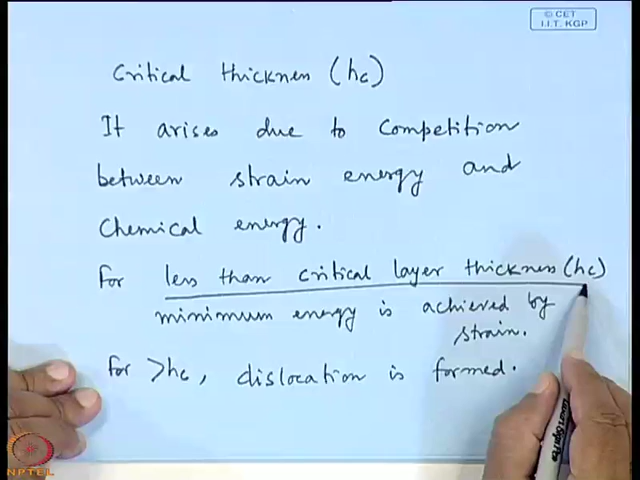 © CET
I.I.T. KGP
Critical thickness (hc)
It arises due to competition
between strain energy and
chemical energy.
For less than critical layer thickness (hc)
minimum energy is achieved by
strain.
for >hc, dislocation is formed.
NPTEL